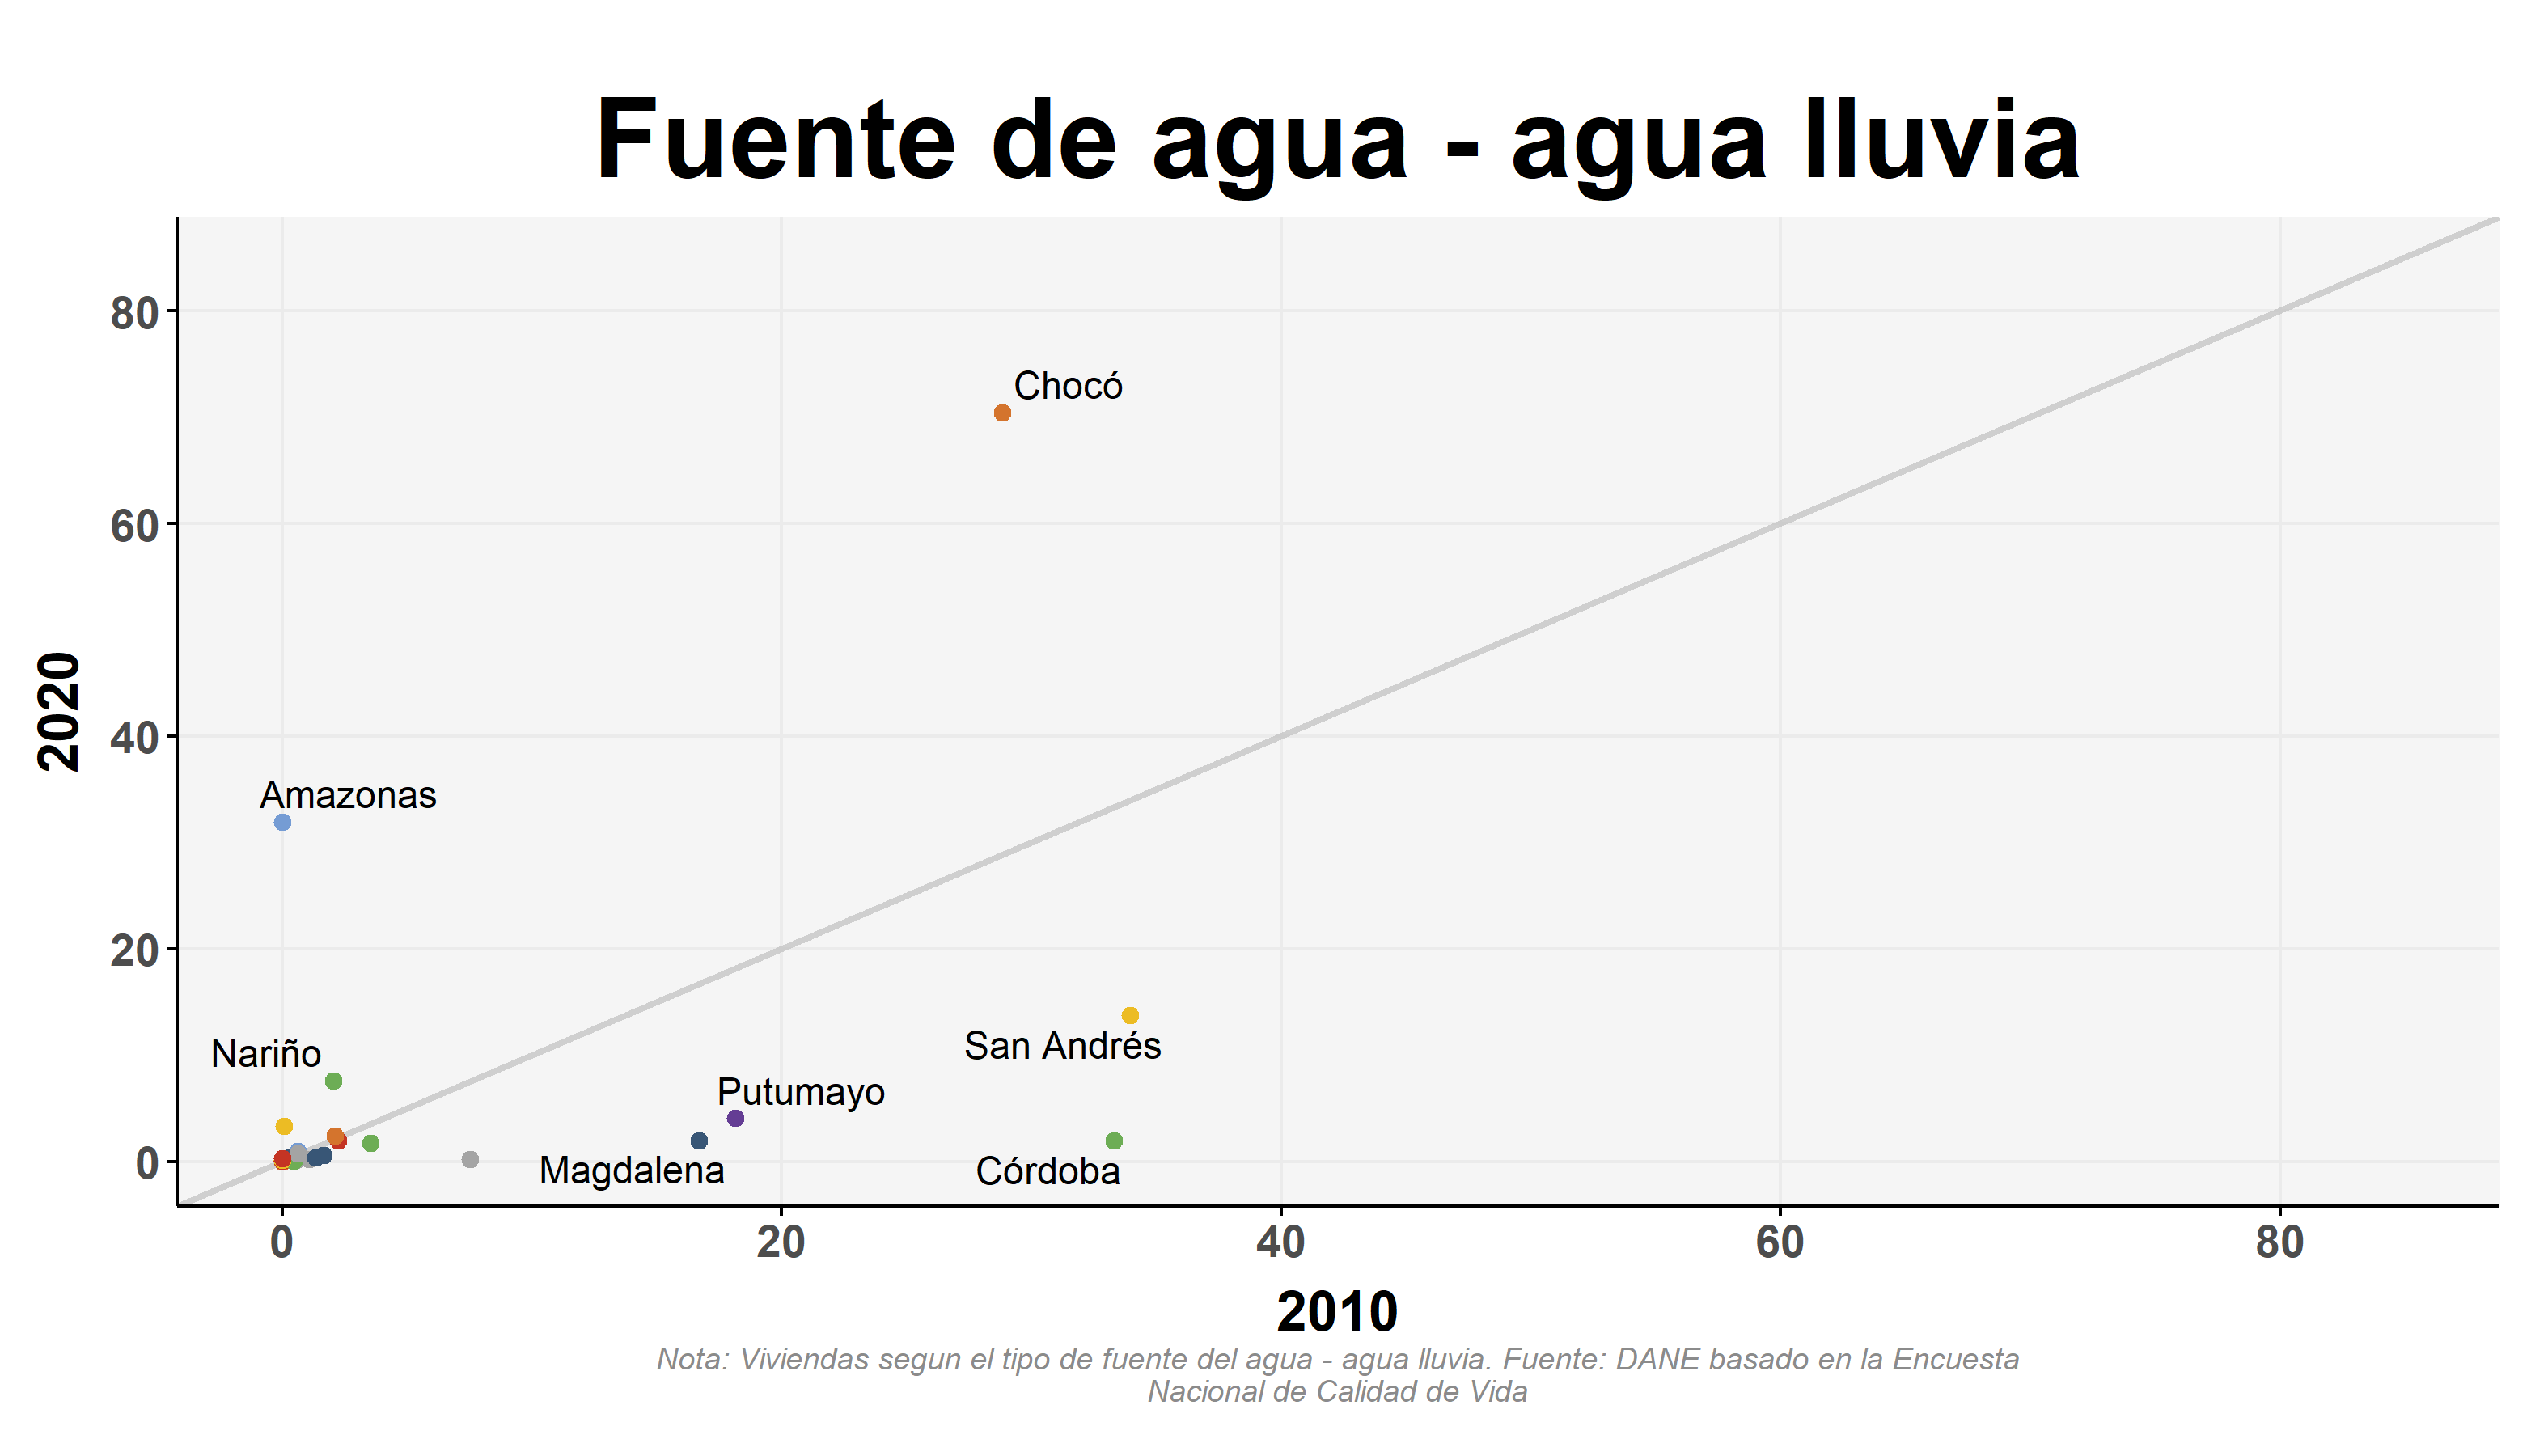 Fuente de agua - agua lluvia
80
60
40
20
0
2020
Chocó
Amazonas
San Andrés
Nariño
Putumayo
Magdalena
Córdoba
0
20
40
60
80
2010
Nota: Viviendas segun el tipo de fuente del agua - agua lluvia. Fuente: DANE basado en la Encuesta
Nacional de Calidad de Vida